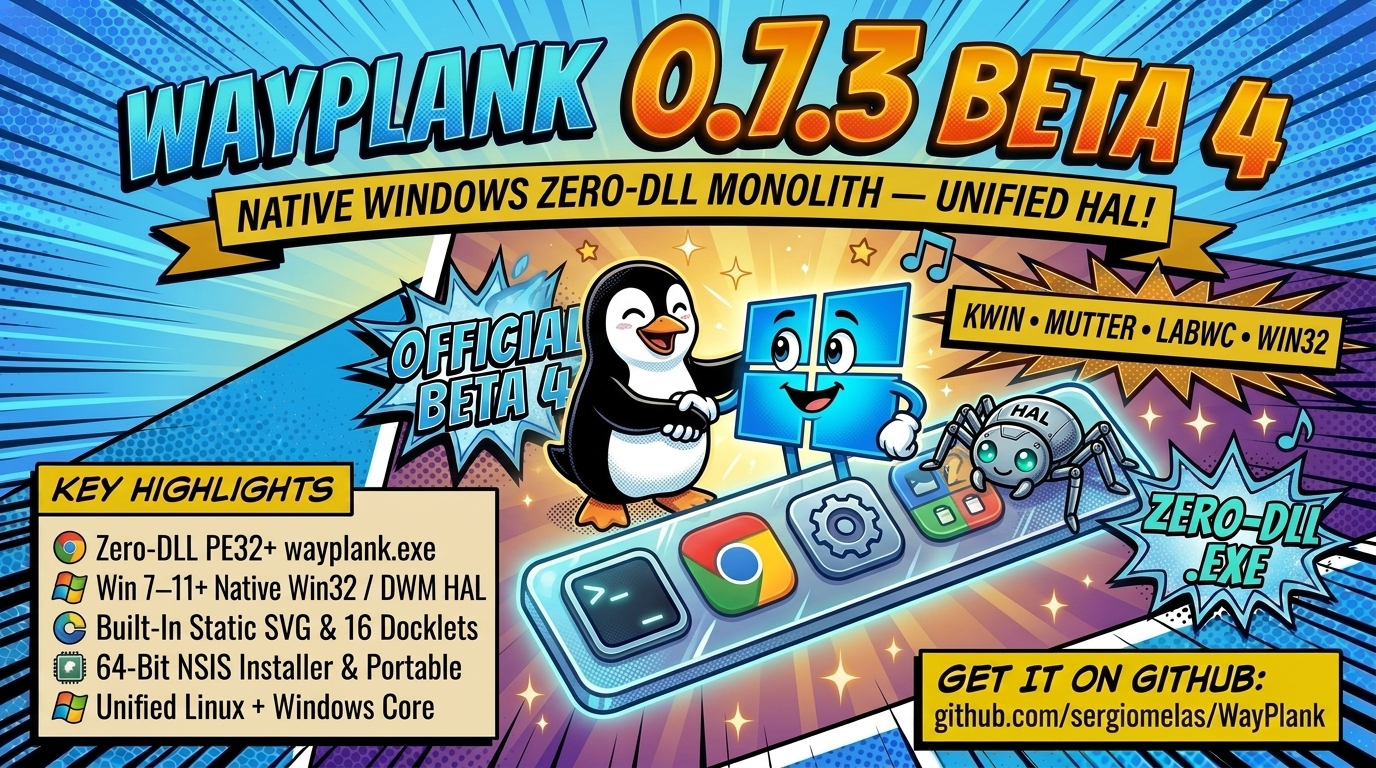 WAYPLANK 0.7.3 BETA 4
NATIVE WINDOWS ZERO-DLL MONOLITH — UNIFIED HAL!
OFFICIAL
BETA 4
KWIN • MUTTER • LABWC • WIN32
HAL
ZERO-DLL
.EXE
KEY HIGHLIGHTS
Zero-DLL PE32+ wayplank.exe
Win 7–11+ Native Win32 / DWM HAL
Built-In Static SVG & 16 Docklets
64-Bit NSIS Installer & Portable
Unified Linux + Windows Core
GET IT ON GITHUB:
github.com/sergiomelas/WayPlank